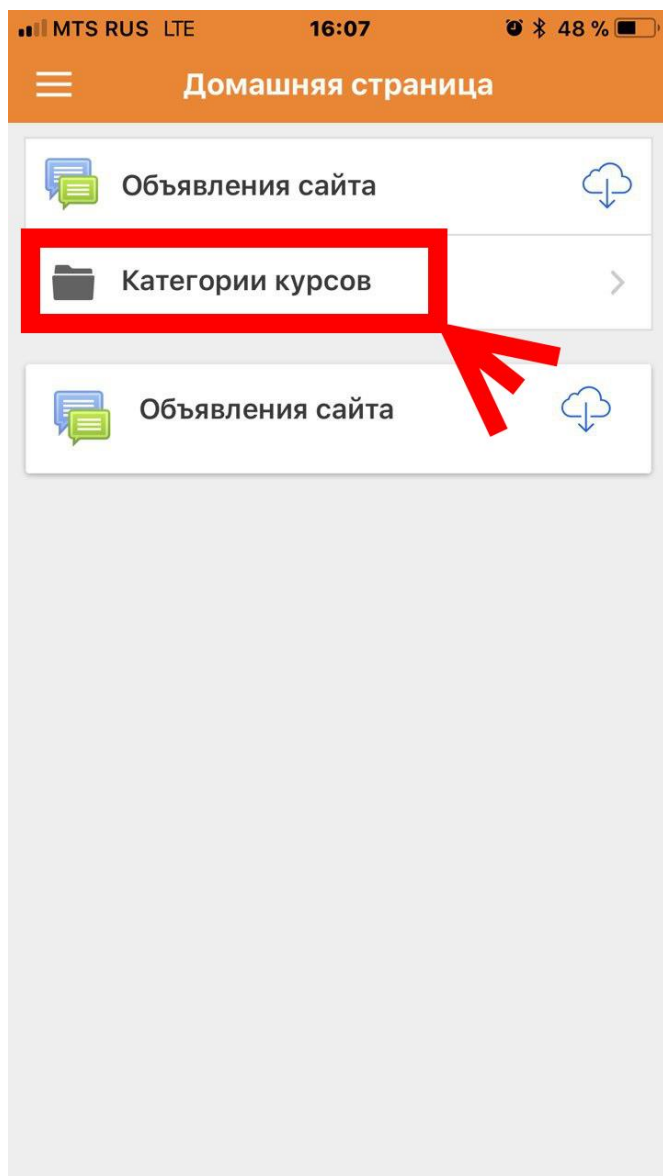 MTS RUS LTE 16:07 48 %
Домашняя страница
Объявления сайта
Категории курсов
Объявления сайта